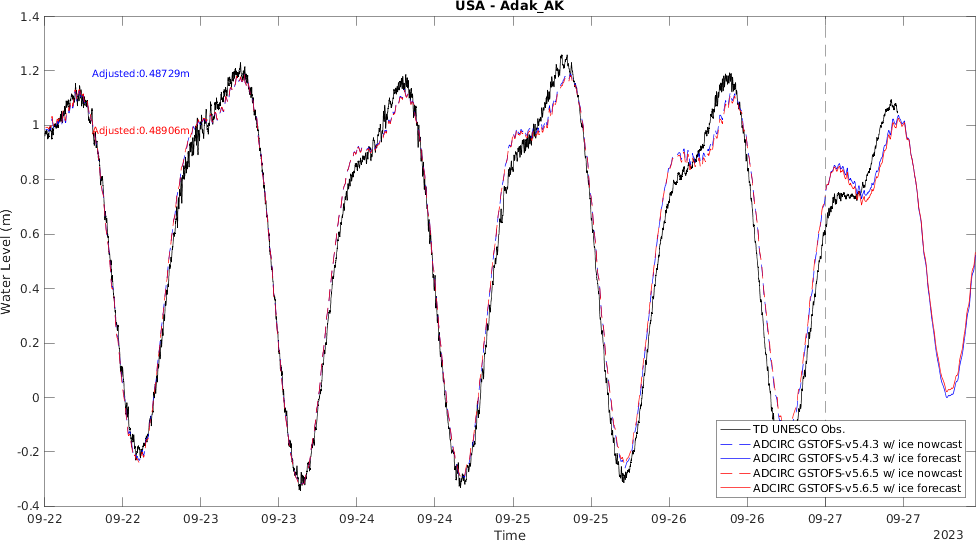 USA - Adak_AK
1.4
1.2
1
0.8
0.6
0.4
0.2
0
-0.2
-0.4
Water Level (m)
Adjusted:0.48729m
Adjusted:0.48906m
TD UNESCO Obs.
ADCIRC GSTOFS-v5.4.3 w/ ice nowcast
ADCIRC GSTOFS-v5.4.3 w/ ice forecast
ADCIRC GSTOFS-v5.6.5 w/ ice nowcast
ADCIRC GSTOFS-v5.6.5 w/ ice forecast
09-22 09-22 09-23 09-23 09-24 09-24 09-25 09-25 09-26 09-26 09-27 09-27
Time
2023